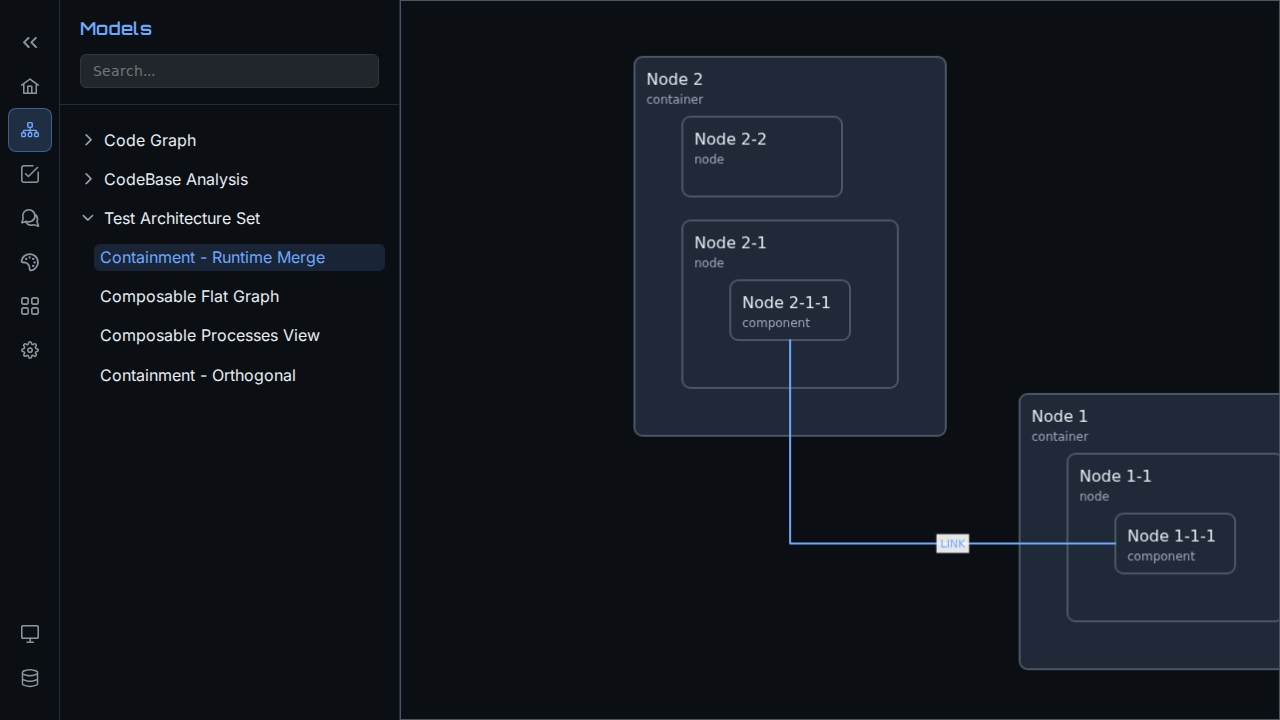 Models
Search...
Code Graph
CodeBase Analysis
Test Architecture Set
Containment - Runtime Merge
Composable Flat Graph
Composable Processes View
Containment - Orthogonal
Node 2
container
Node 2-2
node
Node 2-1
node
Node 2-1-1
component
Node 1
container
Node 1-1
node
LINK
Node 1-1-1
component